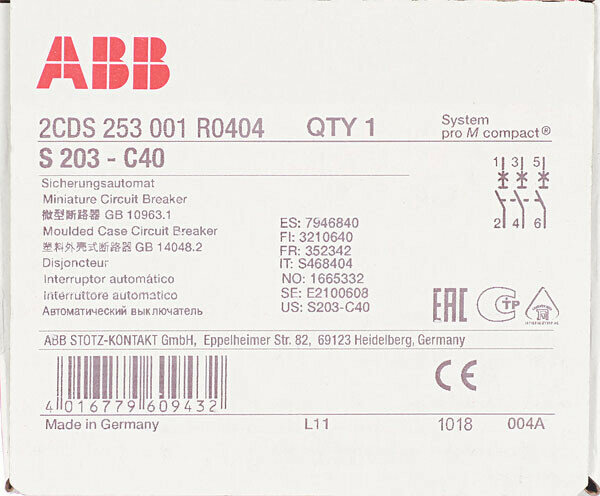 ABB
2CDS 253 001 R0404 QTY 1
System
pro M compact®
S 203 - C40
1 3 5
2 4 6
Sicherungsautomat
Miniature Circuit Breaker
微型断路器 GB 10963.1
Moulded Case Circuit Breaker
塑料外壳式断路器 GB 14048.2
Disjoncteur
Interruptor automático
Interruttore automatico
Автоматический выключатель
ES: 7946840
FI: 3210640
FR: 352342
IT: S468404
NO: 1665332
SE: E2100608
US: S203-C40
EAC
СТР
ABB STOTZ-KONTAKT GmbH, Eppelheimer Str. 82, 69123 Heidelberg, Germany
CE
4 016779 609432
Made in Germany L11 1018 004A